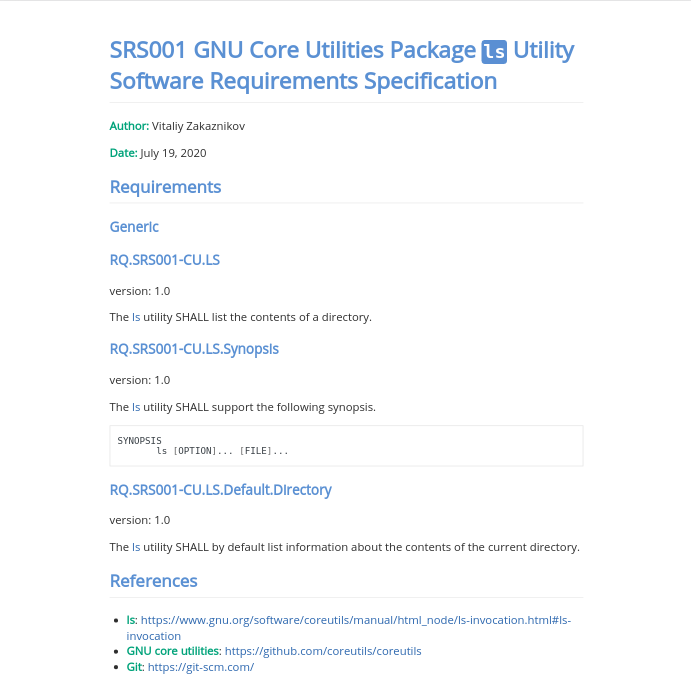 SRS001 GNU Core Utilities Package ls Utility
Software Requirements Specification
Author: Vitaliy Zakaznikov
Date: July 19, 2020
Requirements
Generic
RQ.SRS001-CU.LS
version: 1.0
The ls utility SHALL list the contents of a directory.
RQ.SRS001-CU.LS.Synopsis
version: 1.0
The ls utility SHALL support the following synopsis.
SYNOPSIS
ls [OPTION]... [FILE]...
RQ.SRS001-CU.LS.Default.Directory
version: 1.0
The ls utility SHALL by default list information about the contents of the current directory.
References
• ls: https://www.gnu.org/software/coreutils/manual/html_node/ls-invocation.html#ls-
invocation
• GNU core utilities: https://github.com/coreutils/coreutils
• Git: https://git-scm.com/